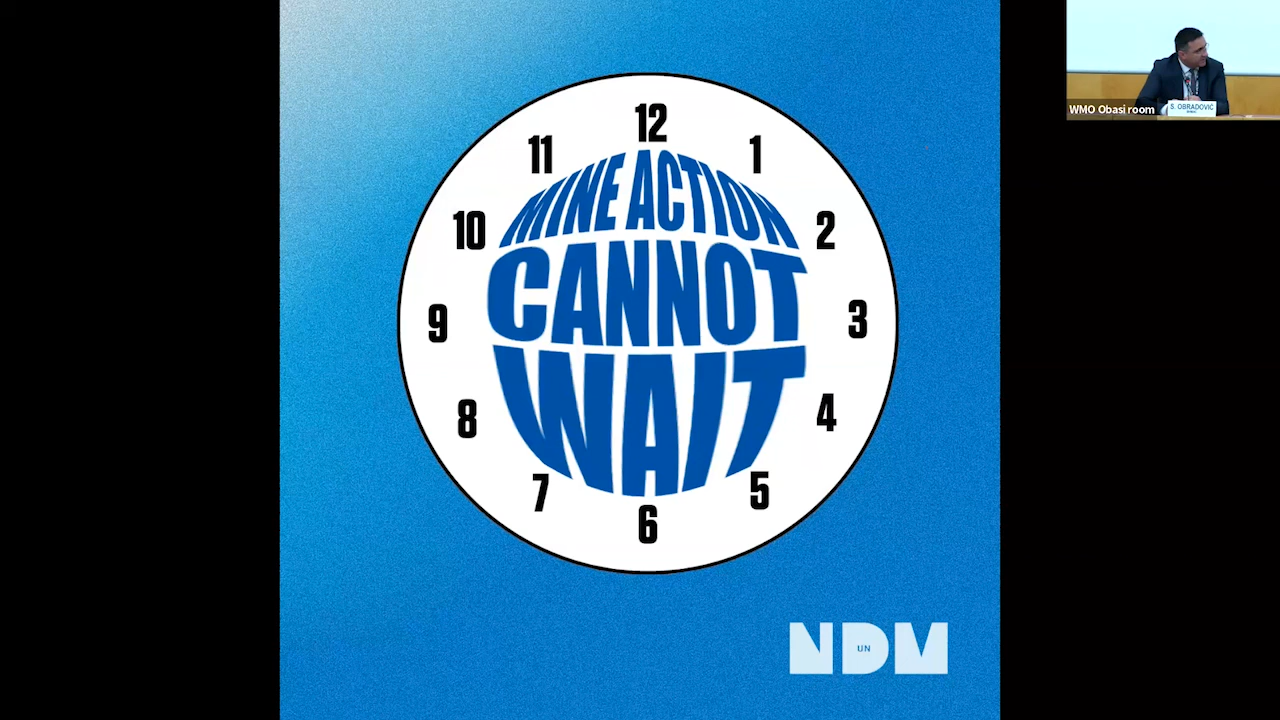 12
11
1
MINE ACTION
10
2
CANNOT
9
3
WAIT
8
4
7
5
6
NDM
UN
WMO Obasi room
S. OBRADOVIĆ